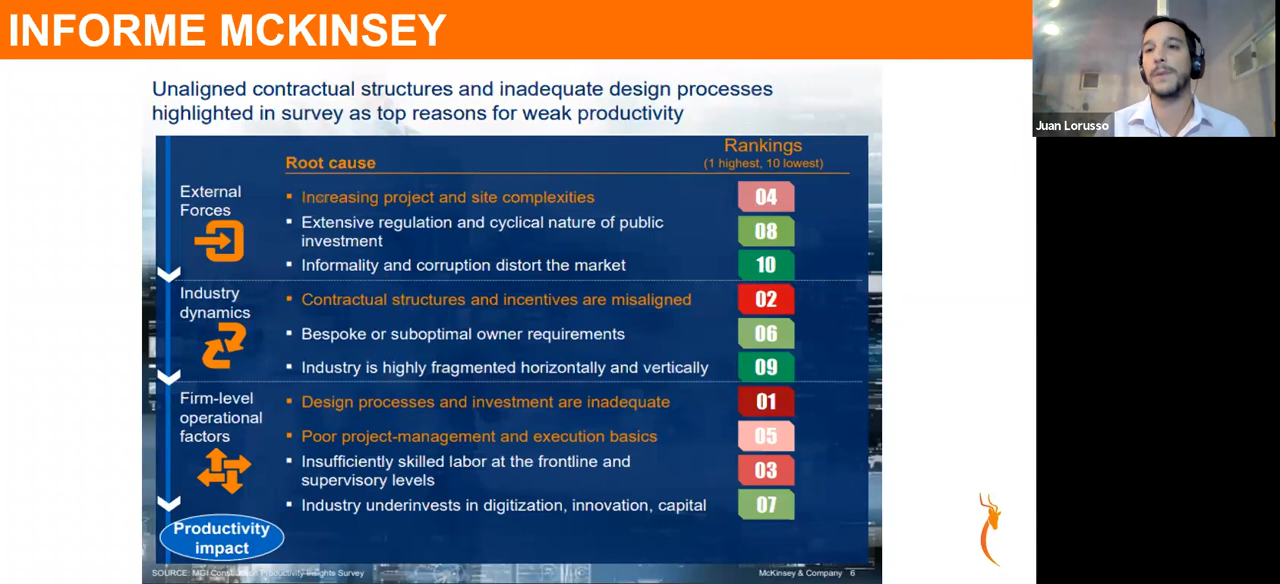 INFORME MCKINSEY
Juan Lorusso
Unaligned contractual structures and inadequate design processes
highlighted in survey as top reasons for weak productivity
Root cause
Rankings
(1 highest, 10 lowest)
External
Forces
▪ Increasing project and site complexities
04
▪ Extensive regulation and cyclical nature of public
investment
08
▪ Informality and corruption distort the market
10
Industry
dynamics
▪ Contractual structures and incentives are misaligned
02
▪ Bespoke or suboptimal owner requirements
06
▪ Industry is highly fragmented horizontally and vertically
09
Firm-level
operational
factors
▪ Design processes and investment are inadequate
01
▪ Poor project-management and execution basics
05
▪ Insufficiently skilled labor at the frontline and
supervisory levels
03
▪ Industry underinvests in digitization, innovation, capital
07
Productivity
impact
SOURCE: MGI Construction Productivity Insights Survey
McKinsey & Company 6